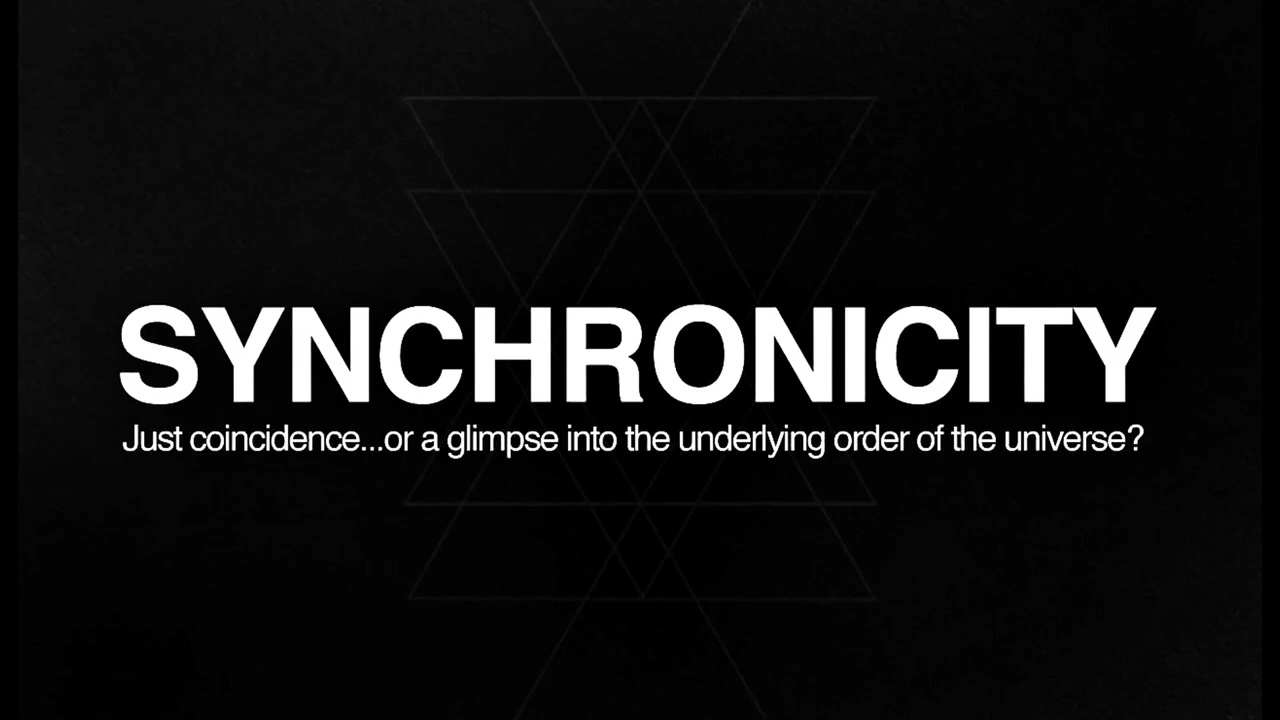 SYNCHRONICITY
Just coincidence...or a glimpse into the underlying order of the universe?